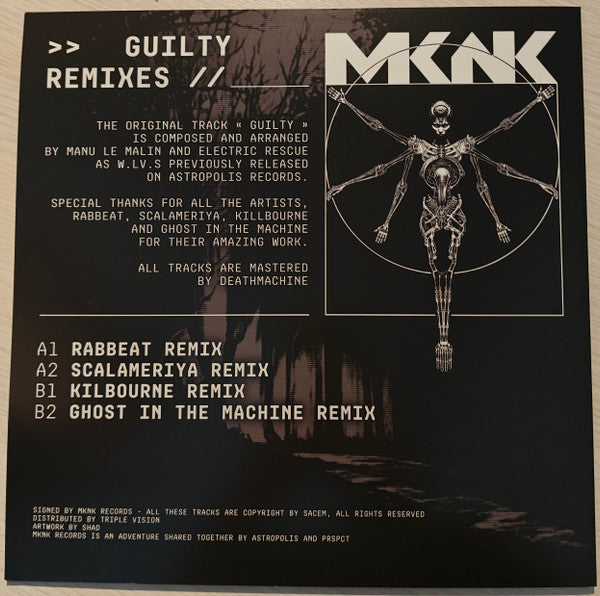 >> GUILTY
REMIXES //____
MKNK
THE ORIGINAL TRACK « GUILTY »
IS COMPOSED AND ARRANGED
BY MANU LE MALIN AND ELECTRIC RESCUE
AS W.LV.S PREVIOUSLY RELEASED
ON ASTROPOLIS RECORDS.
SPECIAL THANKS FOR ALL THE ARTISTS,
RABBEAT, SCALAMERIYA, KILLBOURNE
AND GHOST IN THE MACHINE
FOR THEIR AMAZING WORK.
ALL TRACKS ARE MASTERED
BY DEATHMACHINE
A1 RABBEAT REMIX
A2 SCALAMERIYA REMIX
B1 KILBOURNE REMIX
B2 GHOST IN THE MACHINE REMIX
SIGNED BY MKNK RECORDS - ALL THESE TRACKS ARE COPYRIGHT BY SACEM, ALL RIGHTS RESERVED
DISTRIBUTED BY TRIPLE VISION
ARTWORK BY SHAO
MKNK RECORDS IS AN ADVENTURE SHARED TOGETHER BY ASTROPOLIS AND PRSPCT